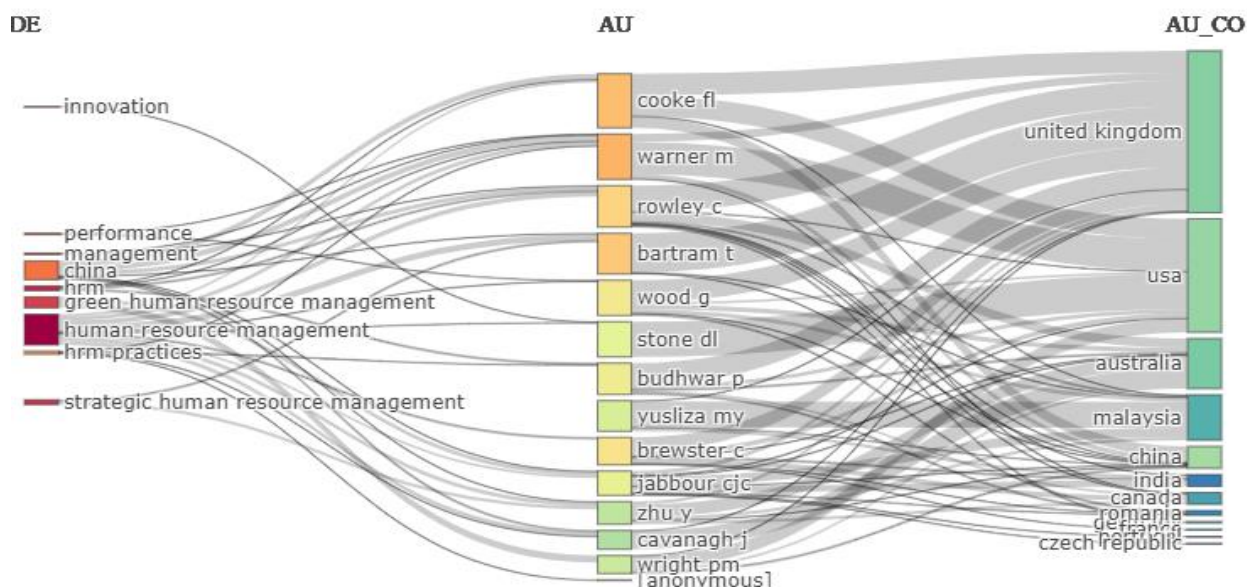 DE
AU
AU_CO
innovation
performance
management
china
hrm
green human resource management
human resource management
hrm-practices
strategic human resource management
cooke fl
warner m
rowley c
bartram t
wood g
stone dl
budhwar p
yusliza my
brewster c
jabbour cjc
zhu y
cavanagh j
wright pm
[anonymous]
united kingdom
usa
australia
malaysia
china
india
canada
romania
france
czech republic